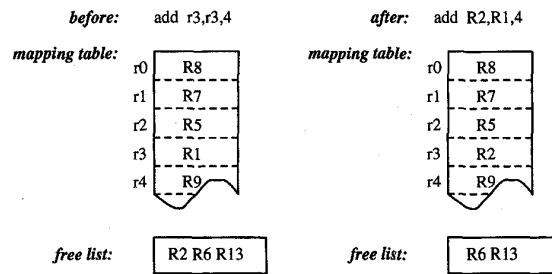 before: add r3,r3,4
mapping table:
r0 R8
r1 R7
r2 R5
r3 R1
r4 R9
free list: R2 R6 R13
after: add R2,R1,4
mapping table:
r0 R8
r1 R7
r2 R5
r3 R2
r4 R9
free list: R6 R13